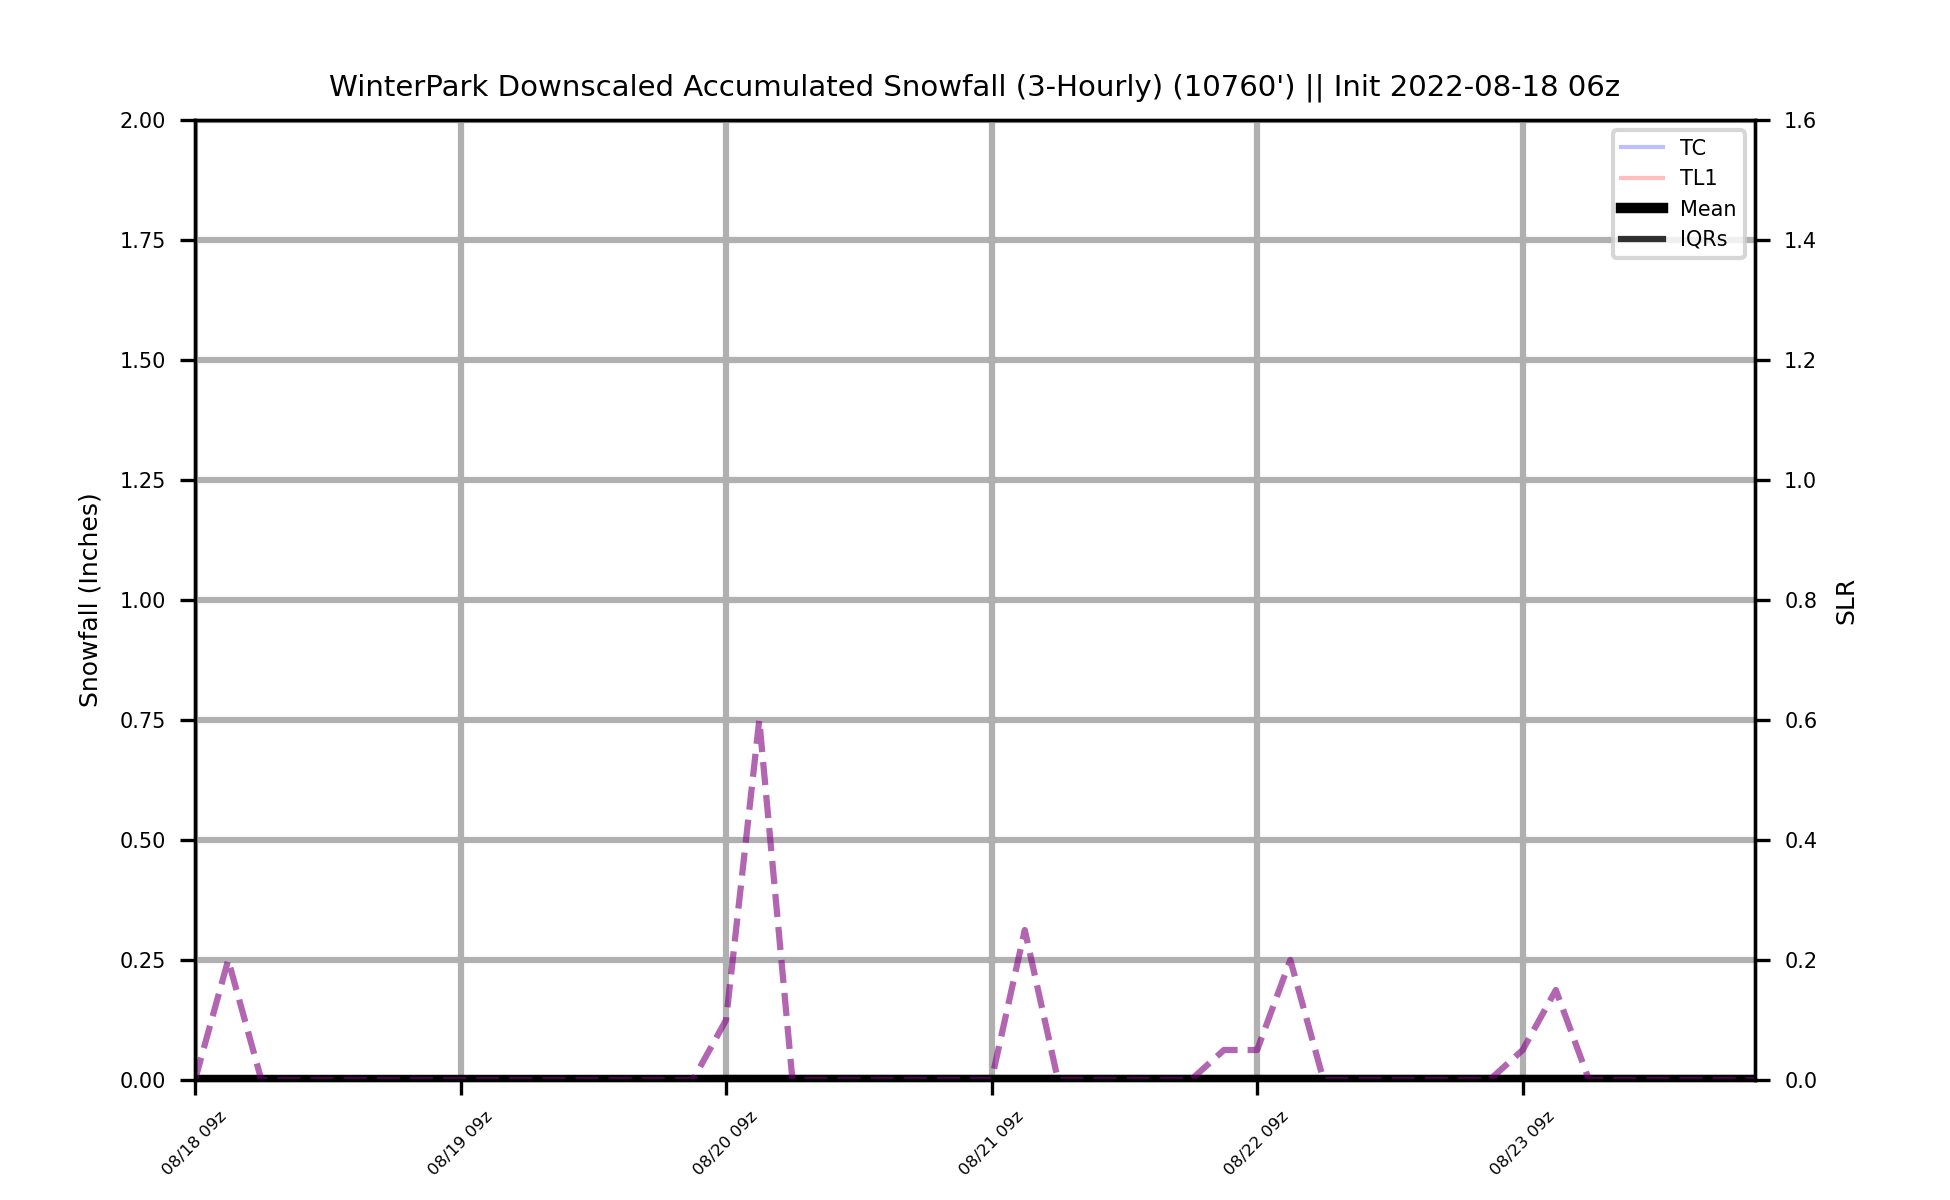 WinterPark Downscaled Accumulated Snowfall (3-Hourly) (10760') || Init 2022-08-18 06z
2.00
1.75
1.50
1.25
1.00
0.75
0.50
0.25
0.00
Snowfall (Inches)
1.6
1.4
1.2
1.0
0.8
0.6
0.4
0.2
0.0
SLR
TC
TL1
Mean
IQRs
08/18 09z
08/19 09z
08/20 09z
08/21 09z
08/22 09z
08/23 09z